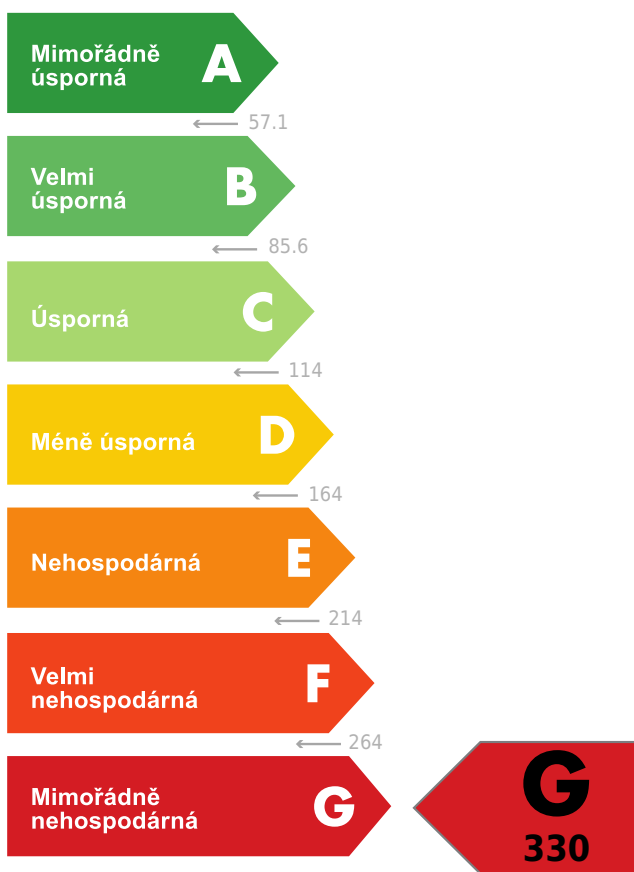 Mimořádně
úsporná
A
← 57.1
Velmi
úsporná
B
← 85.6
Úsporná
C
← 114
Méně úsporná
D
← 164
Nehospodárná
E
← 214
Velmi
nehospodárná
F
← 264
Mimořádně
nehospodárná
G
G
330